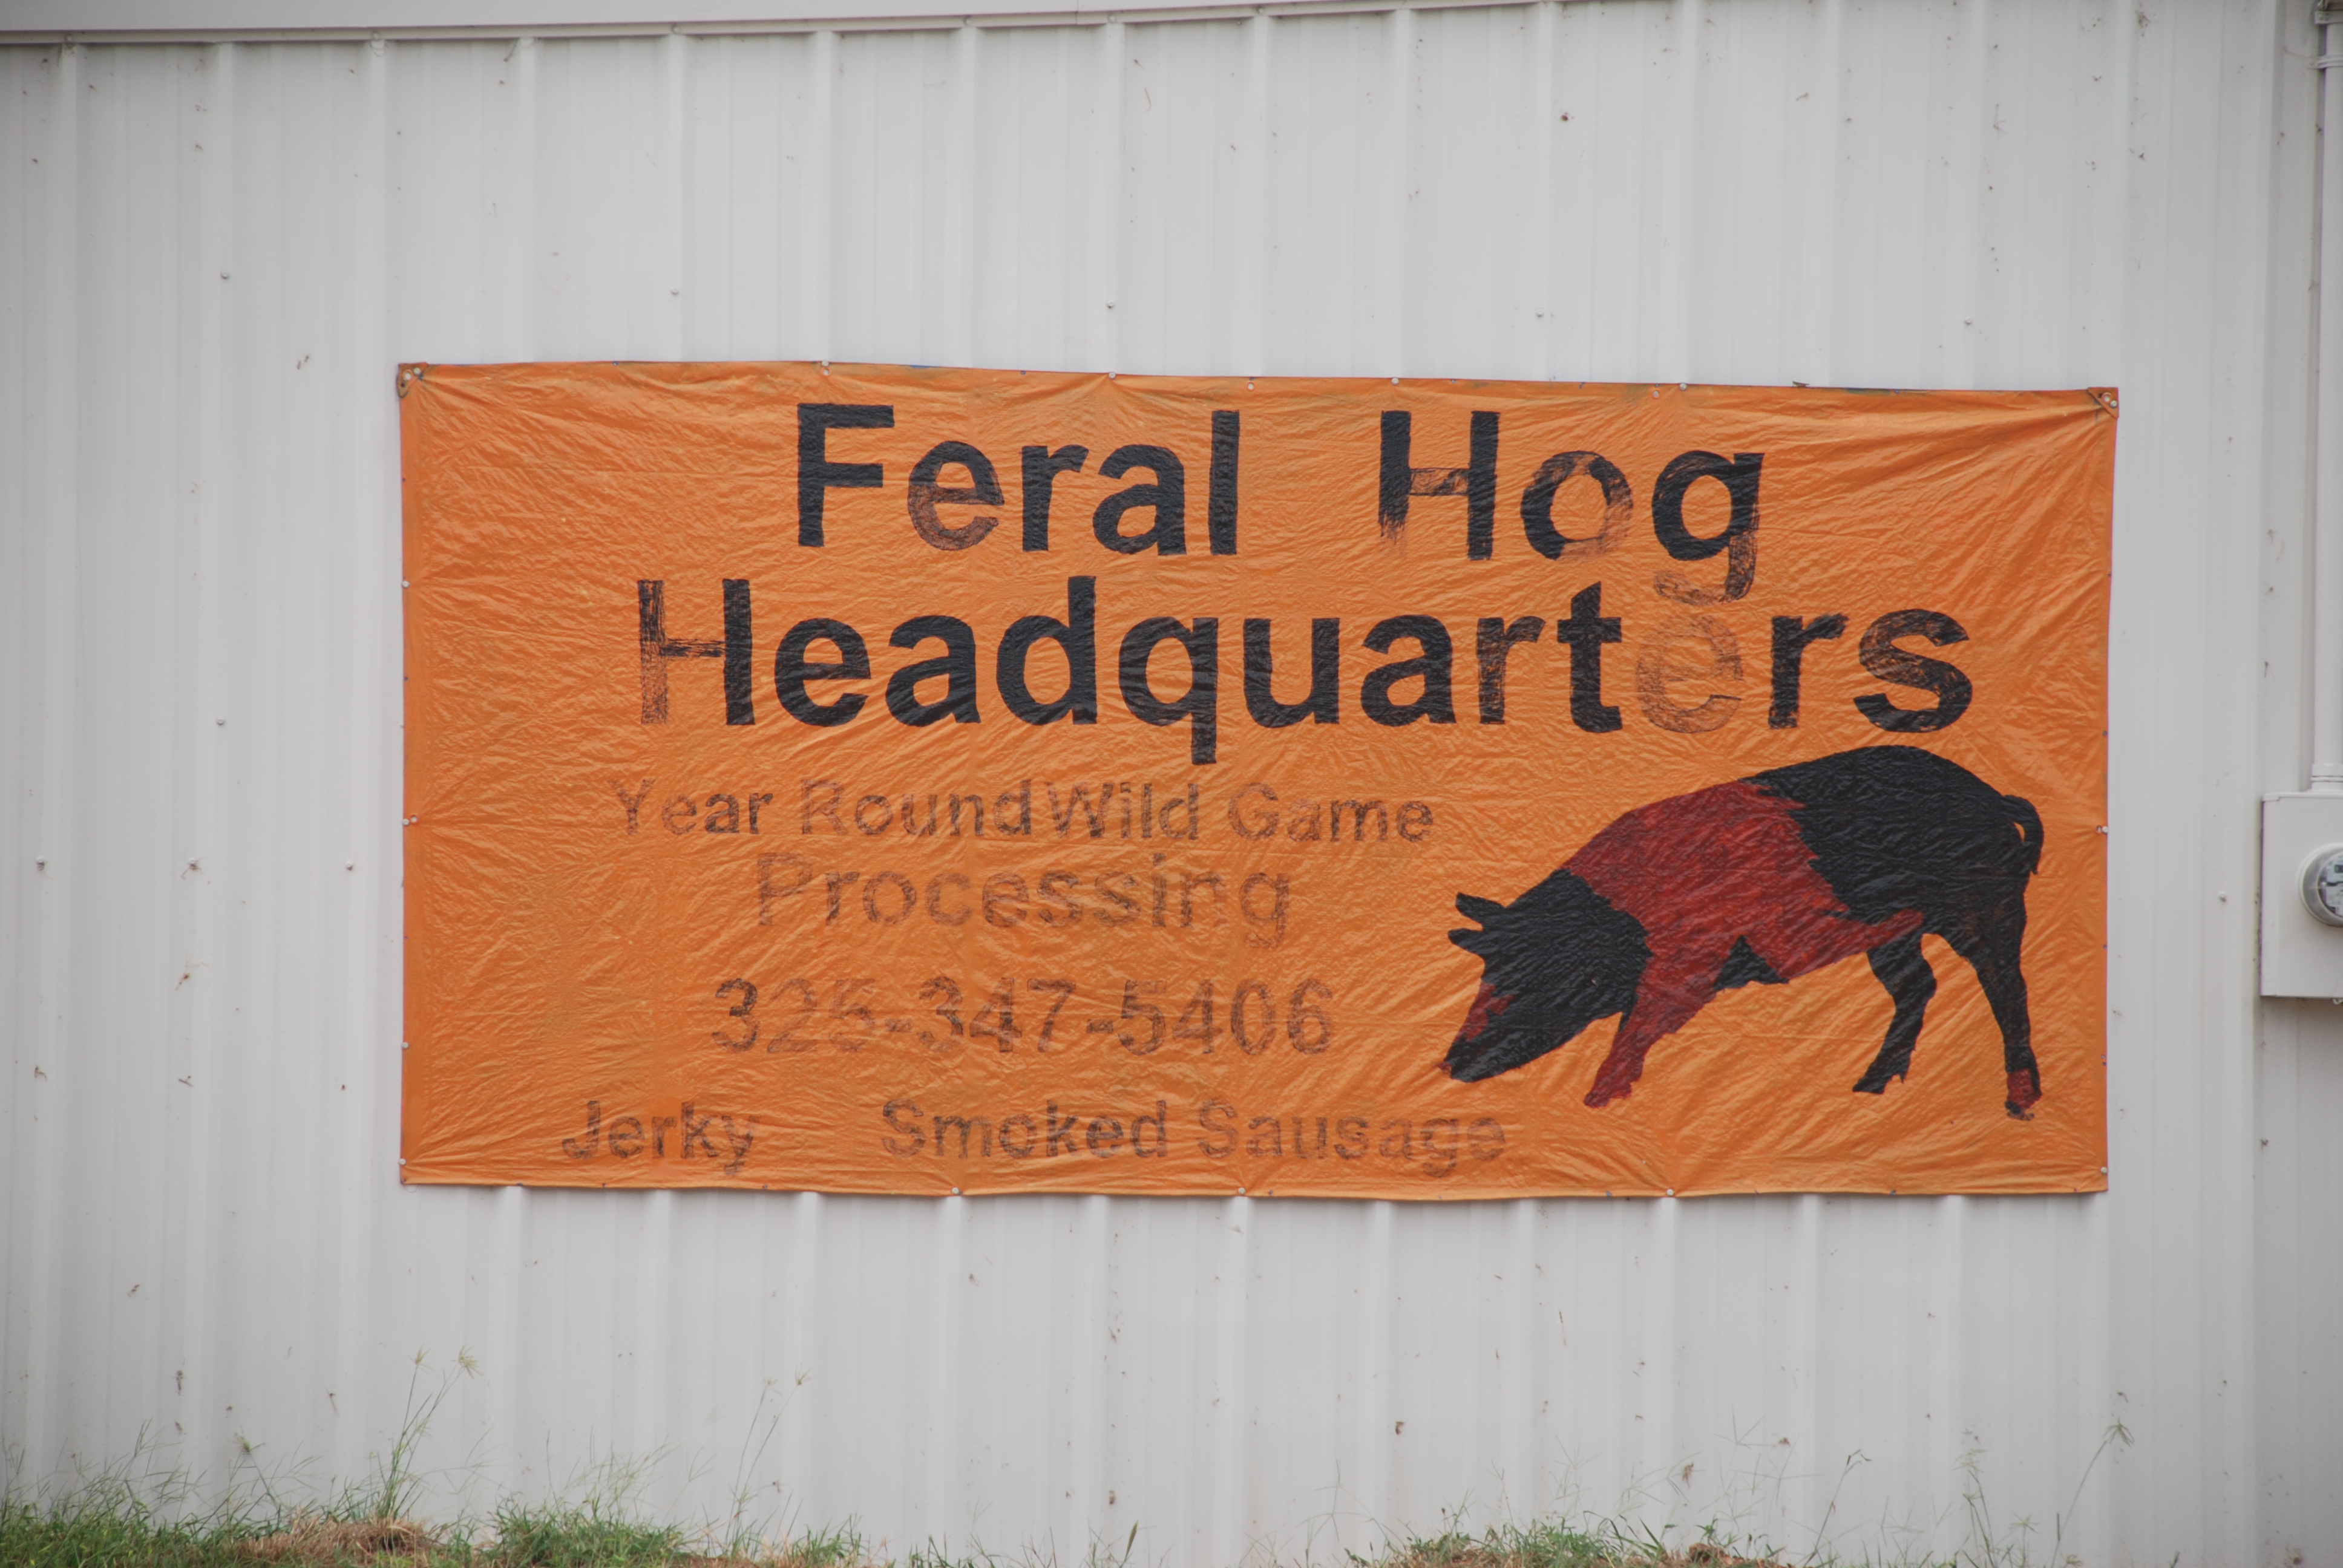 Feral Hog
Headquarters
Year Round Wild Game
Processing
325-347-5406
Jerky Smoked Sausage